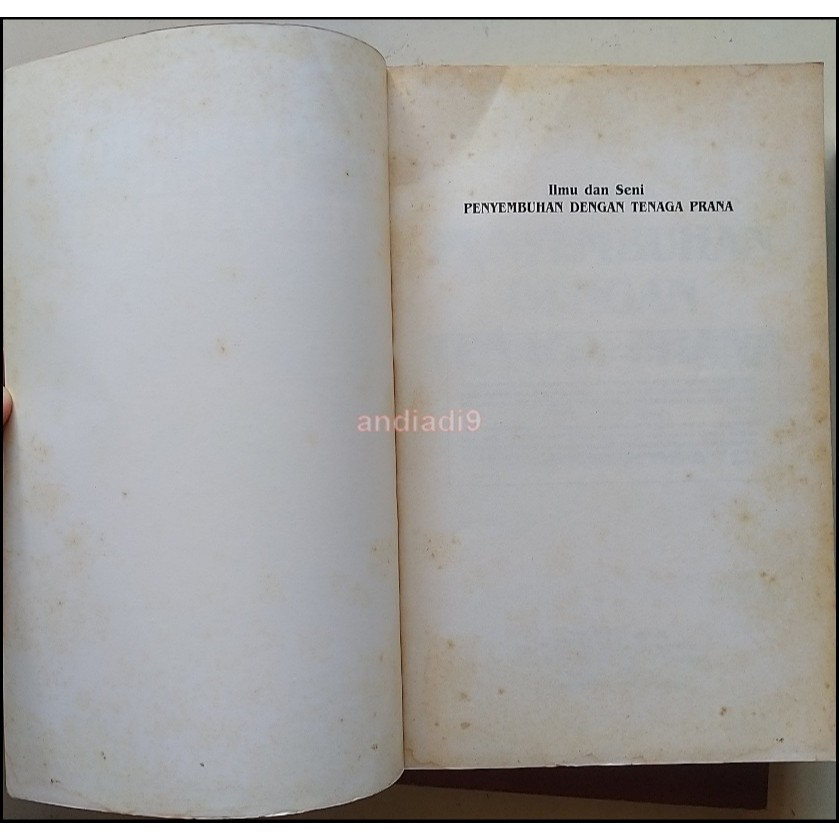 Ilmu dan Seni
PENYEMBUHAN DENGAN TENAGA PRANA
andiadi9